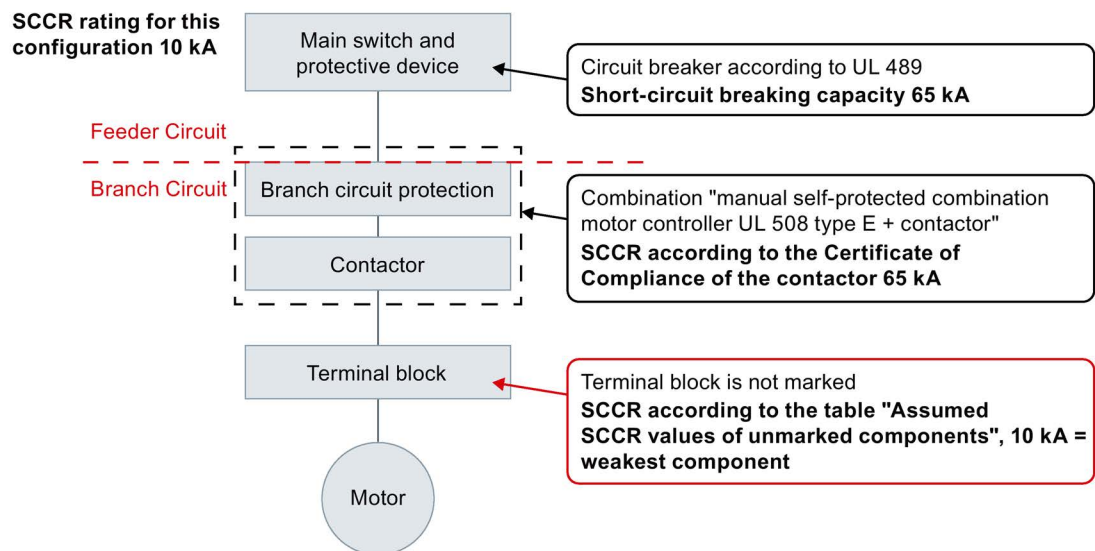 SCCR rating for this
configuration 10 kA
Main switch and
protective device
Circuit breaker according to UL 489
Short-circuit breaking capacity 65 kA
Feeder Circuit
Branch Circuit
Branch circuit protection
Contactor
Combination "manual self-protected combination
motor controller UL 508 type E + contactor"
SCCR according to the Certificate of
Compliance of the contactor 65 kA
Terminal block
Terminal block is not marked
SCCR according to the table "Assumed
SCCR values of unmarked components", 10 kA =
weakest component
Motor